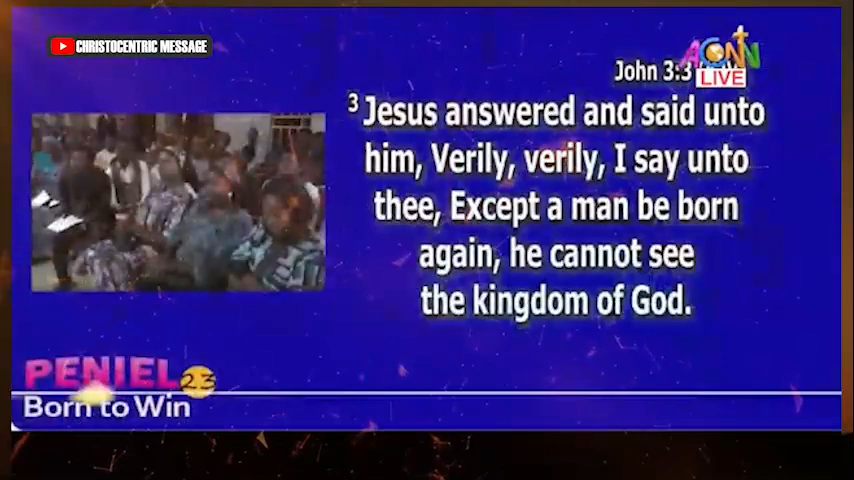 CHRISTOCENTRIC MESSAGE
ACNN
LIVE
John 3:3
3 Jesus answered and said unto
him, Verily, verily, I say unto
thee, Except a man be born
again, he cannot see
the kingdom of God.
PENIEL 23
Born to Win